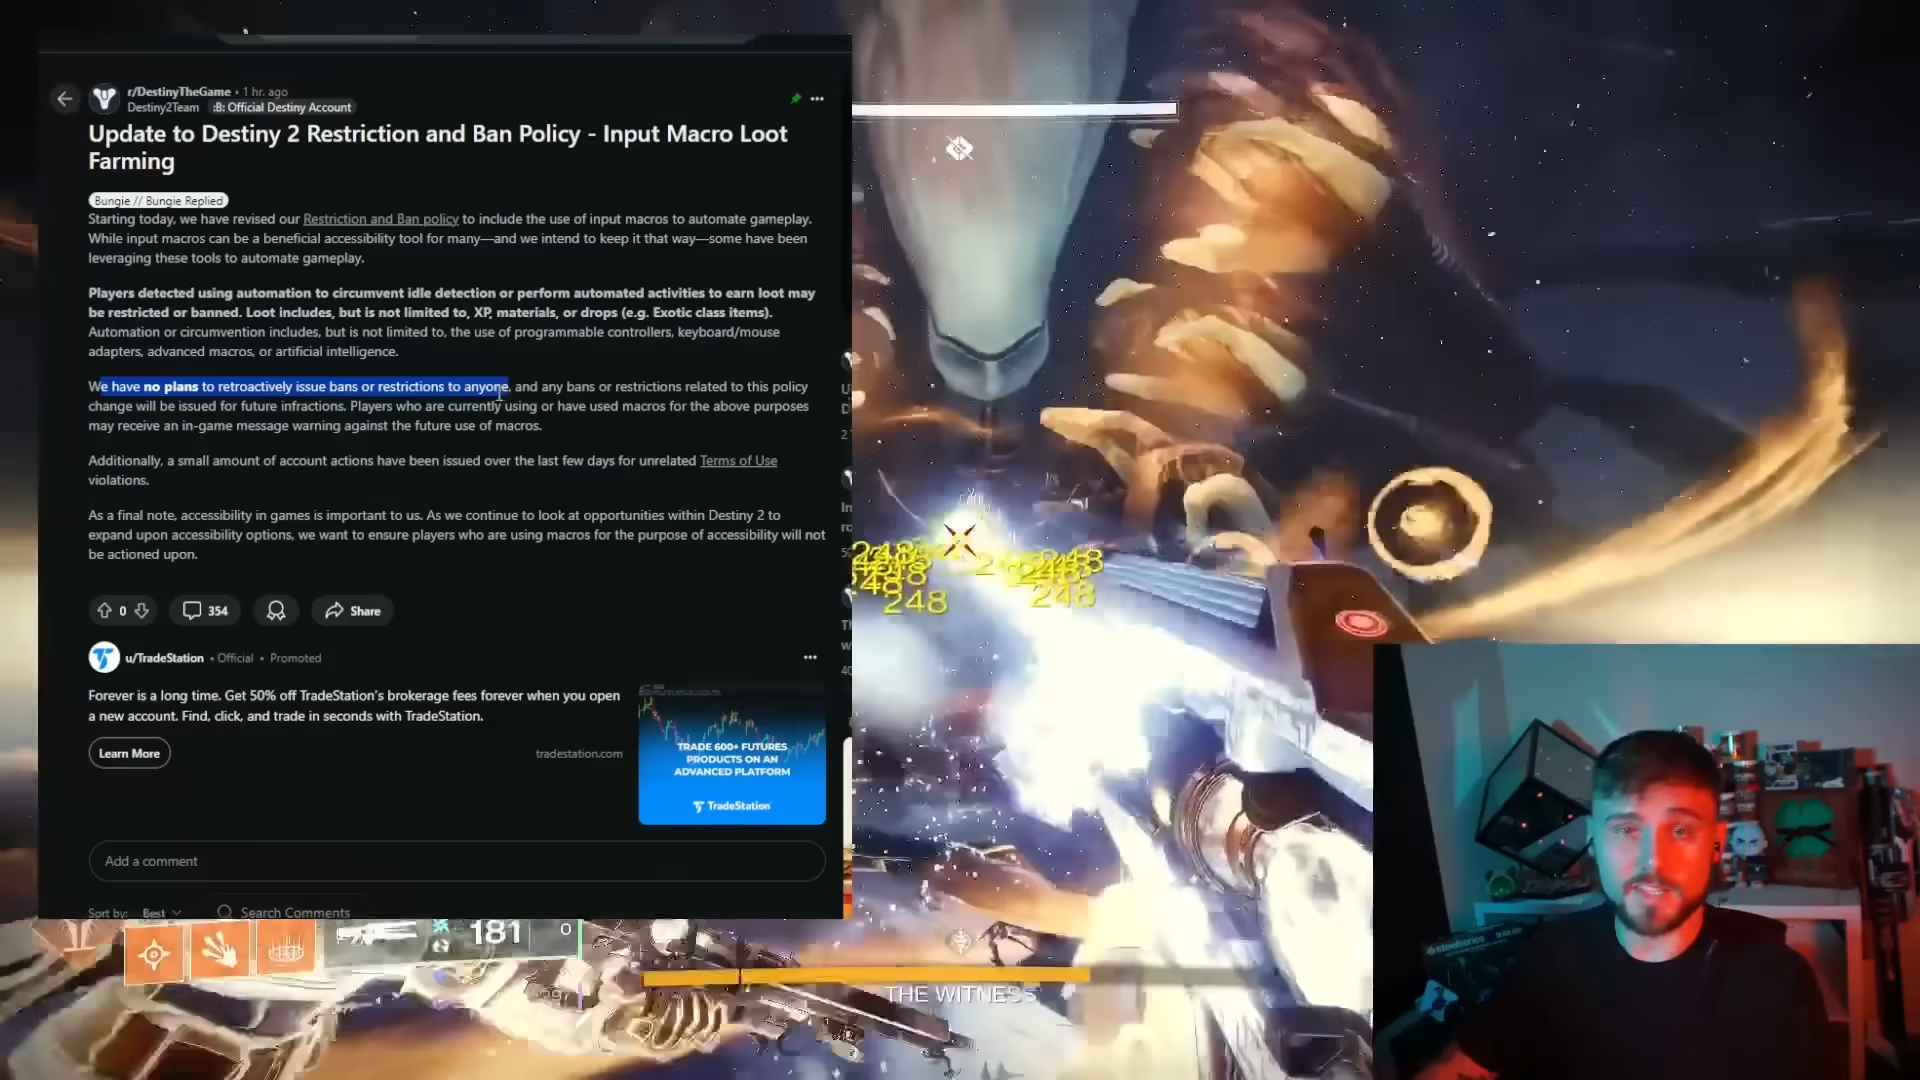 r/DestinyTheGame • 1 hr. ago
Destiny2Team :B: Official Destiny Account
Update to Destiny 2 Restriction and Ban Policy - Input Macro Loot
Farming
Bungie // Bungie Replied
Starting today, we have revised our Restriction and Ban policy to include the use of input macros to automate gameplay.
While input macros can be a beneficial accessibility tool for many—and we intend to keep it that way—some have been
leveraging these tools to automate gameplay.
Players detected using automation to circumvent idle detection or perform automated activities to earn loot may
be restricted or banned. Loot includes, but is not limited to, XP, materials, or drops (e.g. Exotic class items).
Automation or circumvention includes, but is not limited to, the use of programmable controllers, keyboard/mouse
adapters, advanced macros, or artificial intelligence.
We have no plans to retroactively issue bans or restrictions to anyone, and any bans or restrictions related to this policy
change will be issued for future infractions. Players who are currently using or have used macros for the above purposes
may receive an in-game message warning against the future use of macros.
Additionally, a small amount of account actions have been issued over the last few days for unrelated Terms of Use
violations.
As a final note, accessibility in games is important to us. As we continue to look at opportunities within Destiny 2 to
expand upon accessibility options, we want to ensure players who are using macros for the purpose of accessibility will not
be actioned upon.
0 354 Share
u/TradeStation • Official • Promoted
Forever is a long time. Get 50% off TradeStation's brokerage fees forever when you open
a new account. Find, click, and trade in seconds with TradeStation.
Learn More
tradestation.com
TRADE 600+ FUTURES
PRODUCTS ON AN
ADVANCED PLATFORM
TradeStation
Add a comment
Sort by: Best
Search Comments
248
248
248
181
0
THE WITNESS
steelseries